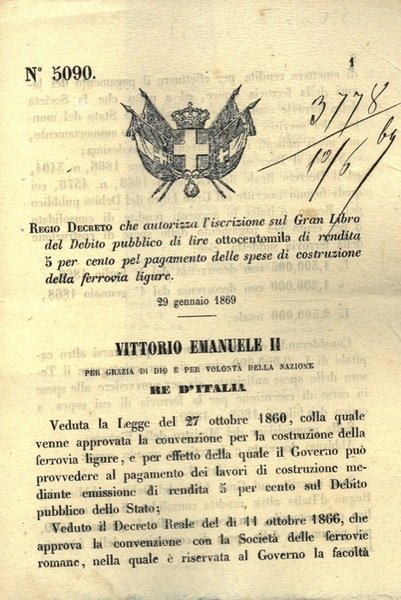 N° 5090.
1
3778
10/6 69
REGIO DECRETO che autorizza l'iscrizione sul Gran Libro
del Debito pubblico di lire ottocentomila di rendita
5 per cento pel pagamento delle spese di costruzione
della ferrovia ligure.
29 gennaio 1869
VITTORIO EMANUELE II
PER GRAZIA DI DIO E PER VOLONTÀ DELLA NAZIONE
RE D'ITALIA
Veduta la Legge del 27 ottobre 1860, colla quale
venne approvata la convenzione per la costruzione della
ferrovia ligure, e per effetto della quale il Governo può
provvedere al pagamento dei lavori di costruzione me-
diante emissione di rendita 5 per cento sul Debito
pubblico dello Stato;
Veduto il Decreto Reale del dì 11 ottobre 1866, che
approva la convenzione con la Società delle ferrovie
romane, nella quale è riservata al Governo la facoltà